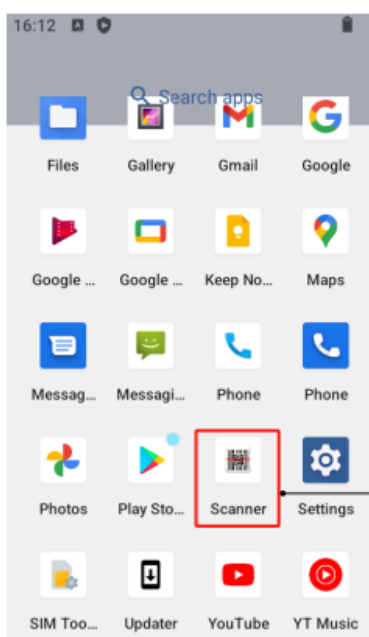 16:12
Search apps
Files Gallery Gmail Google
Google ... Google ... Keep No... Maps
Messag... Messagi... Phone Phone
Photos Play Sto... Scanner Settings
SIM Too... Updater YouTube YT Music